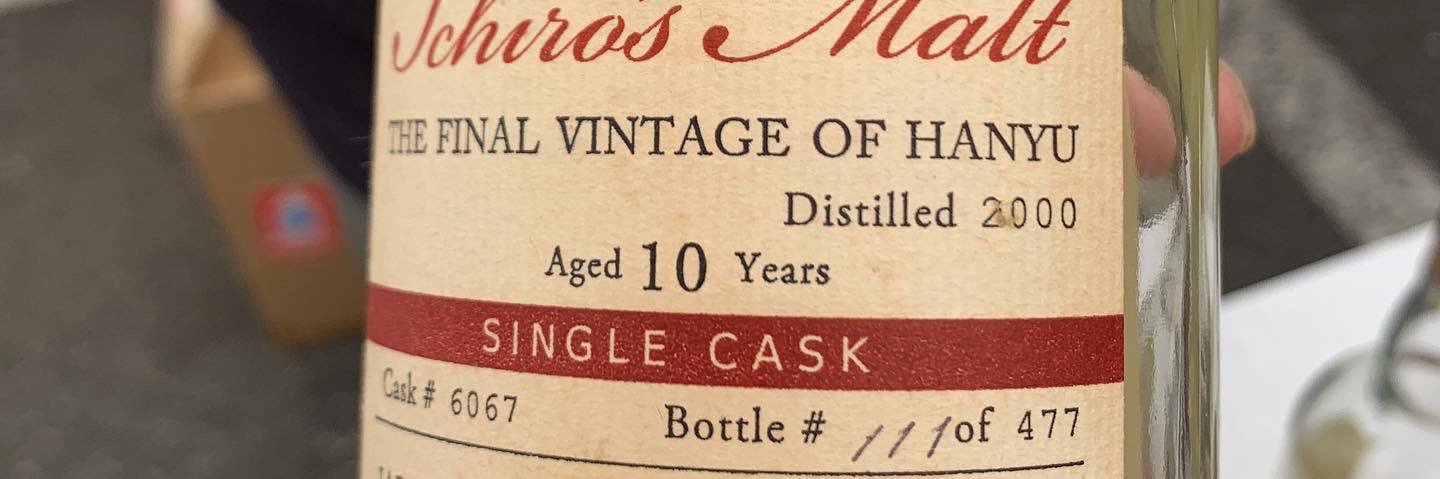 Ichiro's Malt
THE FINAL VINTAGE OF HANYU
Distilled 2000
Aged 10 Years
SINGLE CASK
Cask # 6067 Bottle # 111 of 477